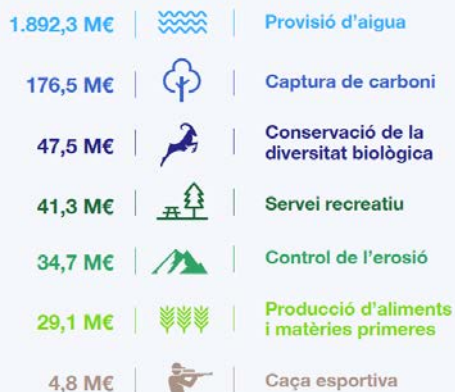 1.892,3 M€ Provisió d'aigua
176,5 M€ Captura de carboni
47,5 M€ Conservació de la
diversitat biològica
41,3 M€ Servei recreatiu
34,7 M€ Control de l'erosió
29,1 M€ Producció d'aliments
i matèries primeres
4,8 M€ Caça esportiva